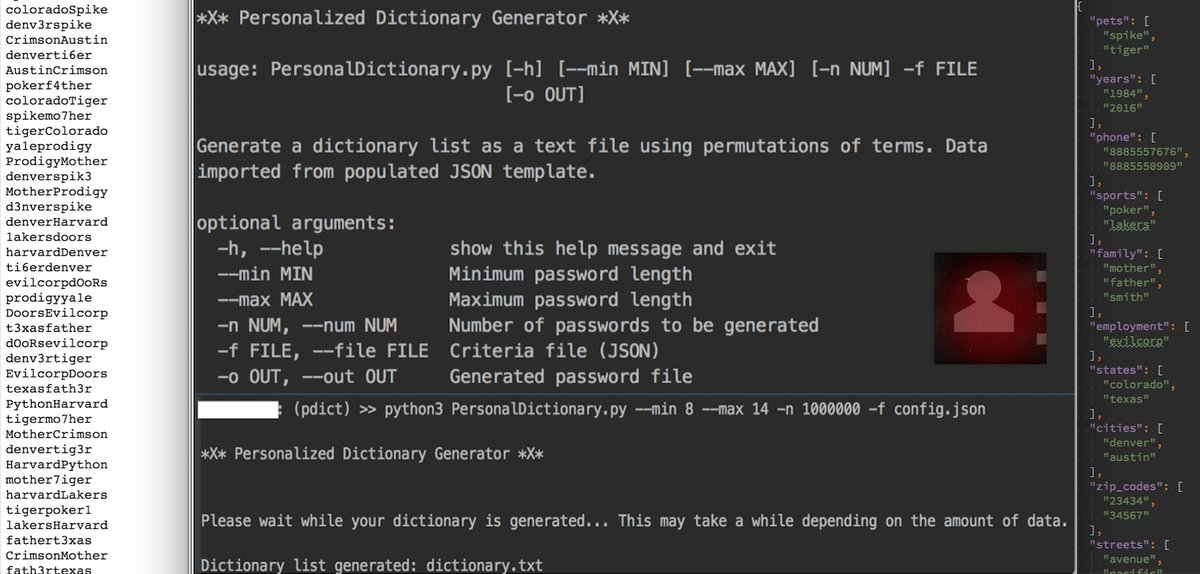 coloradoSpike
denv3rspike
CrimsonAustin
denverti6er
AustinCrimson
pokerf4ther
coloradoTiger
spikemo7her
tigerColorado
ya1eprodigy
ProdigyMother
denverspik3
MotherProdigy
d3nverspike
denverHarvard
1akersdoors
harvardDenver
ti6erdenver
evilcorpdOoRs
prodigyya1e
DoorsEvilcorp
t3xasfather
dOoRsevilcorp
denv3rtiger
EvilcorpDoors
texasfath3r
PythonHarvard
tigermo7her
MotherCrimson
denvertig3r
HarvardPython
mother7iger
harvardLakers
tigerpoker1
lakersHarvard
fathert3xas
CrimsonMother
fath3rtexas
*X* Personalized Dictionary Generator *X*
usage: PersonalDictionary.py [-h] [--min MIN] [--max MAX] [-n NUM] -f FILE
[-o OUT]
Generate a dictionary list as a text file using permutations of terms. Data
imported from populated JSON template.
optional arguments:
-h, --help show this help message and exit
--min MIN Minimum password length
--max MAX Maximum password length
-n NUM, --num NUM Number of passwords to be generated
-f FILE, --file FILE Criteria file (JSON)
-o OUT, --out OUT Generated password file
: (pdict) >> python3 PersonalDictionary.py --min 8 --max 14 -n 1000000 -f config.json
*X* Personalized Dictionary Generator *X*
Please wait while your dictionary is generated... This may take a while depending on the amount of data.
Dictionary list generated: dictionary.txt
{
"pets": [
"spike",
"tiger"
],
"years": [
"1984",
"2016"
],
"phone": [
"8885557676",
"8885550909"
],
"sports": [
"poker",
"lakers"
],
"family": [
"mother",
"father",
"smith"
],
"employment": [
"evilcorp"
],
"states": [
"colorado",
"texas"
],
"cities": [
"denver",
"austin"
],
"zip_codes": [
"23434",
"34567"
],
"streets": [
"avenue",
"pacific"